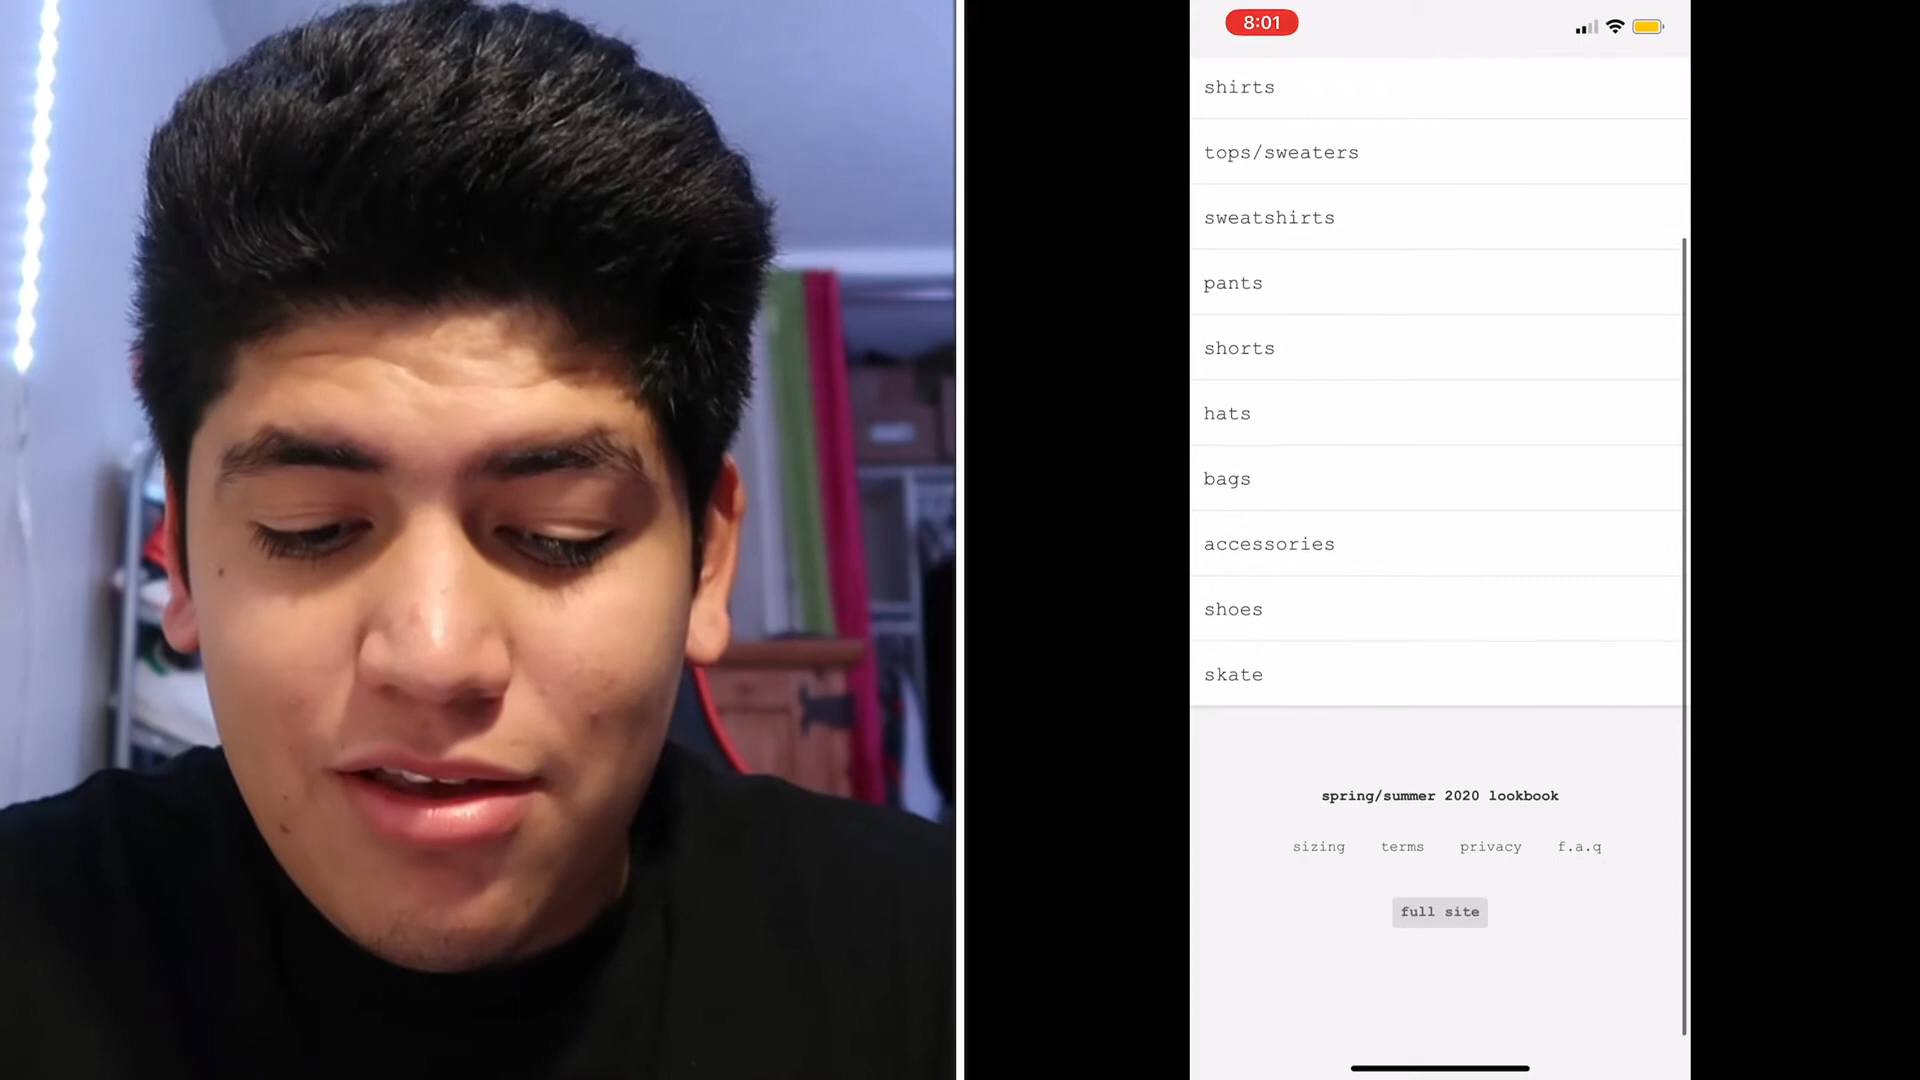 8:01
shirts
tops/sweaters
sweatshirts
pants
shorts
hats
bags
accessories
shoes
skate
spring/summer 2020 lookbook
sizing terms privacy f.a.q
full site